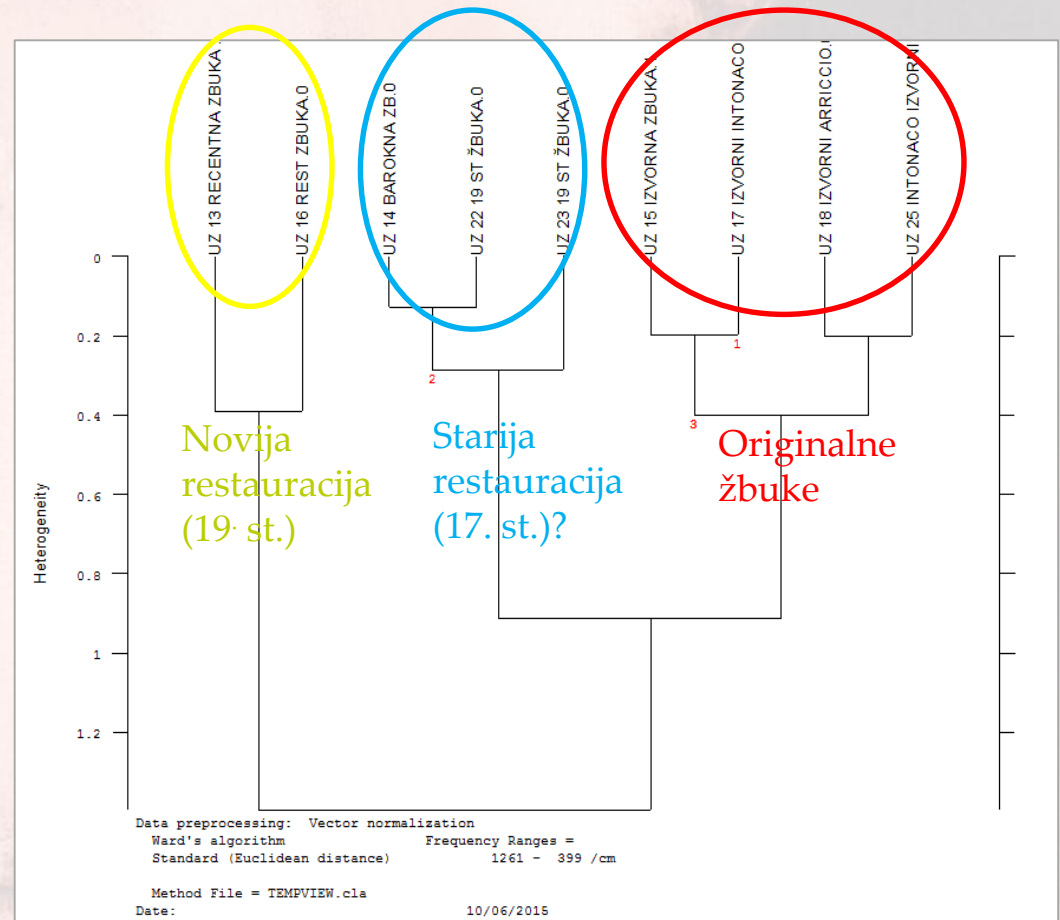 UZ 13 RECENTNA ZBUKA
UZ 16 REST ZBUKA.0
UZ 14 BAROKNA ZB.0
UZ 22 19 ST ŽBUKA.0
UZ 23 19 ST ŽBUKA.0
UZ 15 IZVORNA ZBUKA.
UZ 17 IZVORNI INTONACO
UZ 18 IZVORNI ARRICCIO.
UZ 25 INTONACO IZVORNI
0
0.2
0.4
0.6
0.8
1
1.2
Heterogeneity
1
2
3
Novija
restauracija
(19. st.)
Starija
restauracija
(17. st.)?
Originalne
žbuke
Data preprocessing: Vector normalization
Ward's algorithm Frequency Ranges =
Standard (Euclidean distance) 1261 - 399 /cm
Method File = TEMPVIEW.cla
Date: 10/06/2015